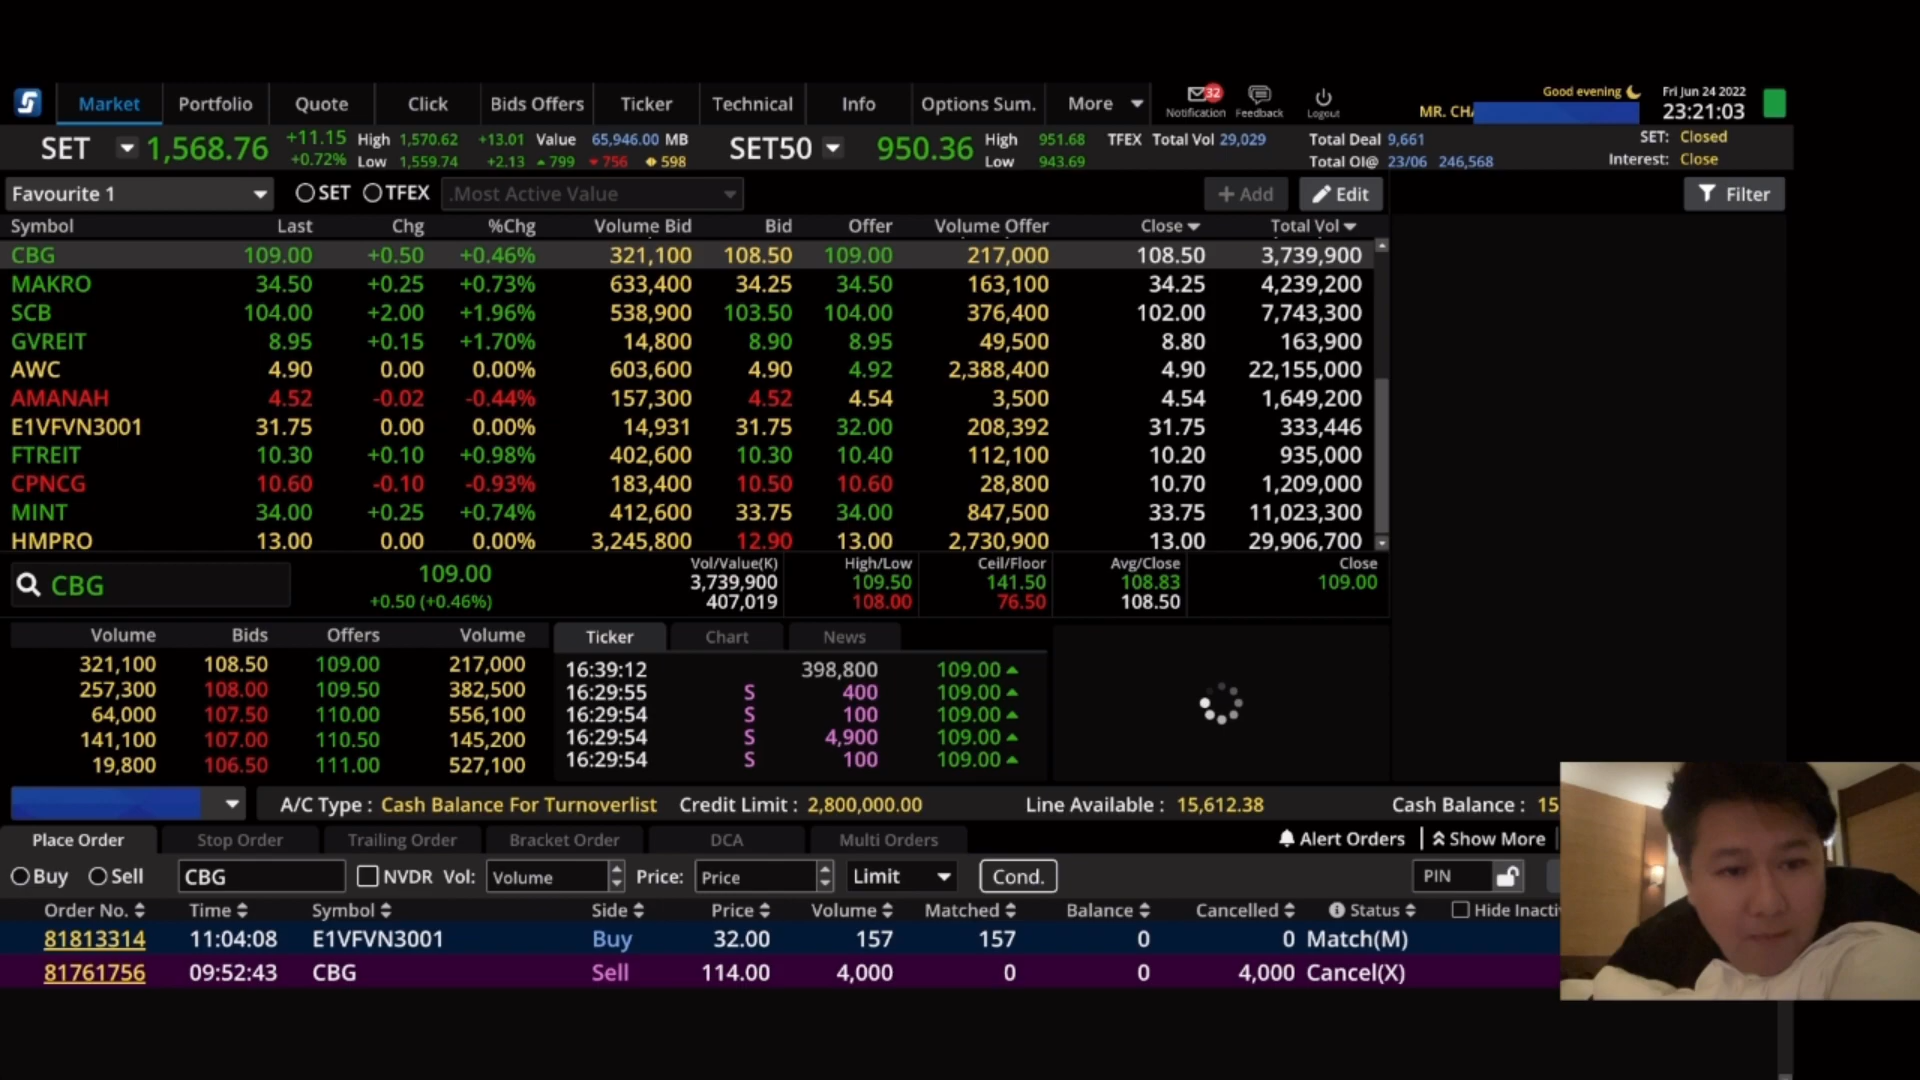 Market Portfolio Quote Click Bids Offers Ticker Technical Info Options Sum. More 32 Notification Feedback Logout Good evening MR. CHA Fri Jun 24 2022 23:21:03
SET 1,568.76 +11.15 +0.72% High 1,570.62 +13.01 Value 65,946.00 MB SET50 950.36 High 951.68 TFEX Total Vol 29,029 Total Deal 9,661 SET: Closed
Low 1,559.74 +2.13 799 756 598 Low 943.69 Total OI@ 23/06 246,568 Interest: Close
Favourite 1 SET TFEX .Most Active Value Add Edit Filter
Symbol Last Chg %Chg Volume Bid Bid Offer Volume Offer Close Total Vol
CBG 109.00 +0.50 +0.46% 321,100 108.50 109.00 217,000 108.50 3,739,900
MAKRO 34.50 +0.25 +0.73% 633,400 34.25 34.50 163,100 34.25 4,239,200
SCB 104.00 +2.00 +1.96% 538,900 103.50 104.00 376,400 102.00 7,743,300
GVREIT 8.95 +0.15 +1.70% 14,800 8.90 8.95 49,500 8.80 163,900
AWC 4.90 0.00 0.00% 603,600 4.90 4.92 2,388,400 4.90 22,155,000
AMANAH 4.52 -0.02 -0.44% 157,300 4.52 4.54 3,500 4.54 1,649,200
E1VFVN3001 31.75 0.00 0.00% 14,931 31.75 32.00 208,392 31.75 333,446
FTREIT 10.30 +0.10 +0.98% 402,600 10.30 10.40 112,100 10.20 935,000
CPNCG 10.60 -0.10 -0.93% 183,400 10.50 10.60 28,800 10.70 1,209,000
MINT 34.00 +0.25 +0.74% 412,600 33.75 34.00 847,500 33.75 11,023,300
HMPRO 13.00 0.00 0.00% 3,245,800 12.90 13.00 2,730,900 13.00 29,906,700
CBG 109.00 +0.50 (+0.46%)
Vol/Value(K) High/Low Ceil/Floor Avg/Close Close
3,739,900 109.50 141.50 108.83 109.00
407,019 108.00 76.50 108.50
Volume Bids Offers Volume Ticker Chart News
321,100 108.50 109.00 217,000 16:39:12 398,800 109.00
257,300 108.00 109.50 382,500 16:29:55 S 400 109.00
64,000 107.50 110.00 556,100 16:29:54 S 100 109.00
141,100 107.00 110.50 145,200 16:29:54 S 4,900 109.00
19,800 106.50 111.00 527,100 16:29:54 S 100 109.00
A/C Type : Cash Balance For Turnoverlist Credit Limit : 2,800,000.00 Line Available : 15,612.38 Cash Balance : 15
Place Order Stop Order Trailing Order Bracket Order DCA Multi Orders Alert Orders Show More
Buy Sell CBG NVDR Vol: Volume Price: Price Limit Cond. PIN
Order No. Time Symbol Side Price Volume Matched Balance Cancelled Status Hide Inacti
81813314 11:04:08 E1VFVN3001 Buy 32.00 157 157 0 0 Match(M)
81761756 09:52:43 CBG Sell 114.00 4,000 0 0 4,000 Cancel(X)